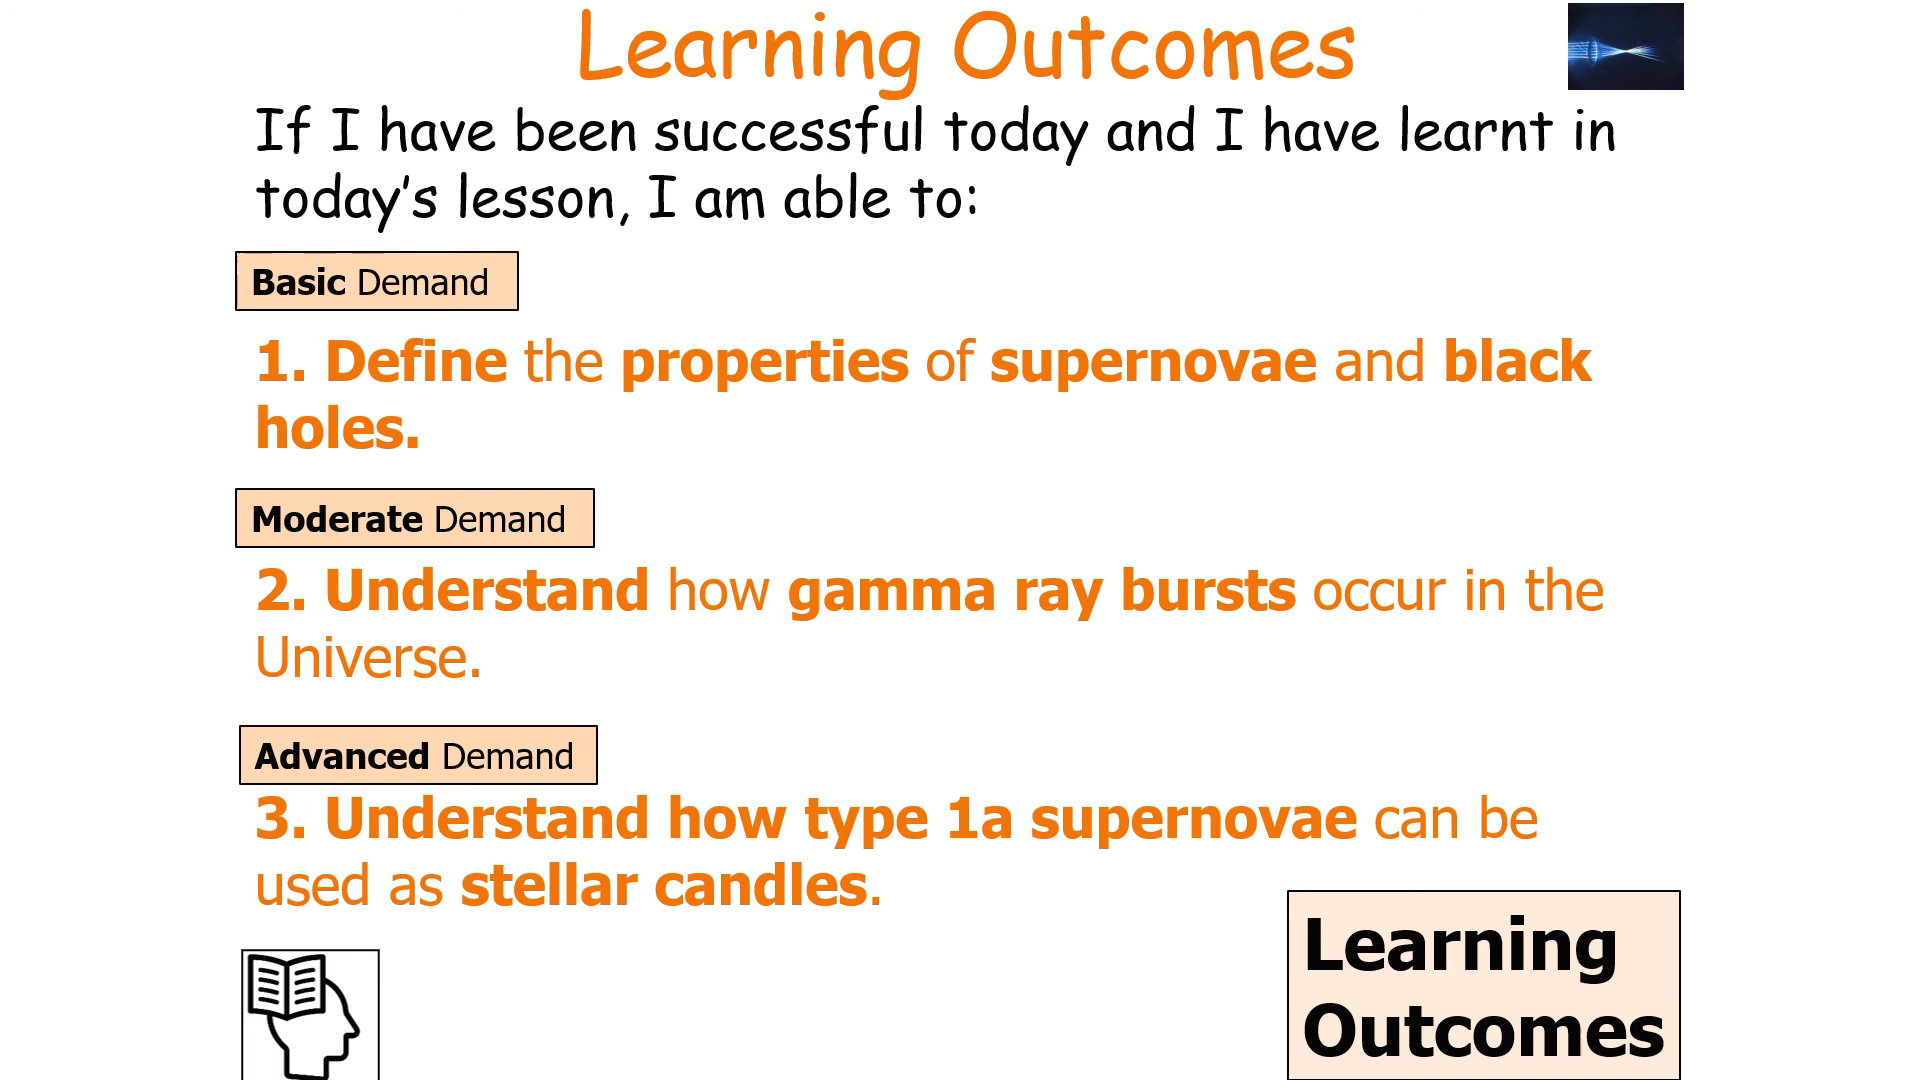 Learning Outcomes
If I have been successful today and I have learnt in
today’s lesson, I am able to:
Basic Demand
1. Define the properties of supernovae and black
holes.
Moderate Demand
2. Understand how gamma ray bursts occur in the
Universe.
Advanced Demand
3. Understand how type 1a supernovae can be
used as stellar candles.
Learning
Outcomes